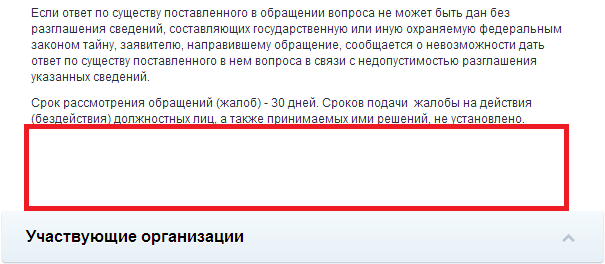 Если ответ по существу поставленного в обращении вопроса не может быть дан без
разглашения сведений, составляющих государственную или иную охраняемую федеральным
законом тайну, заявителю, направившему обращение, сообщается о невозможности дать
ответ по существу поставленного в нем вопроса в связи с недопустимостью разглашения
указанных сведений.
Срок рассмотрения обращений (жалоб) - 30 дней. Сроков подачи  жалобы на действия
(бездействия) должностных лиц, а также принимаемых ими решений, не установлено.
Участвующие организации